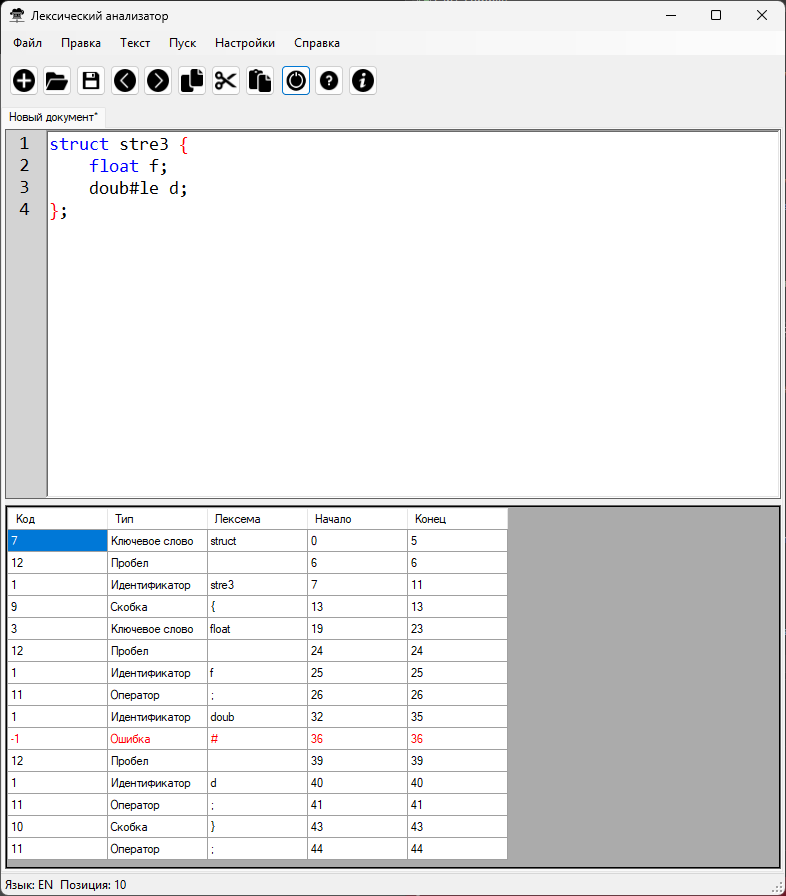 Лексический анализатор
Файл Правка Текст Пуск Настройки Справка
Новый документ*
1 struct stre3 {
2     float f;
3     doub#le d;
4 };
Код Тип Лексема Начало Конец
7 Ключевое слово struct 0 5
12 Пробел 6 6
1 Идентификатор stre3 7 11
9 Скобка { 13 13
3 Ключевое слово float 19 23
12 Пробел 24 24
1 Идентификатор f 25 25
11 Оператор ; 26 26
1 Идентификатор doub 32 35
-1 Ошибка # 36 36
12 Пробел 39 39
1 Идентификатор d 40 40
11 Оператор ; 41 41
10 Скобка } 43 43
11 Оператор ; 44 44
Язык: EN Позиция: 10